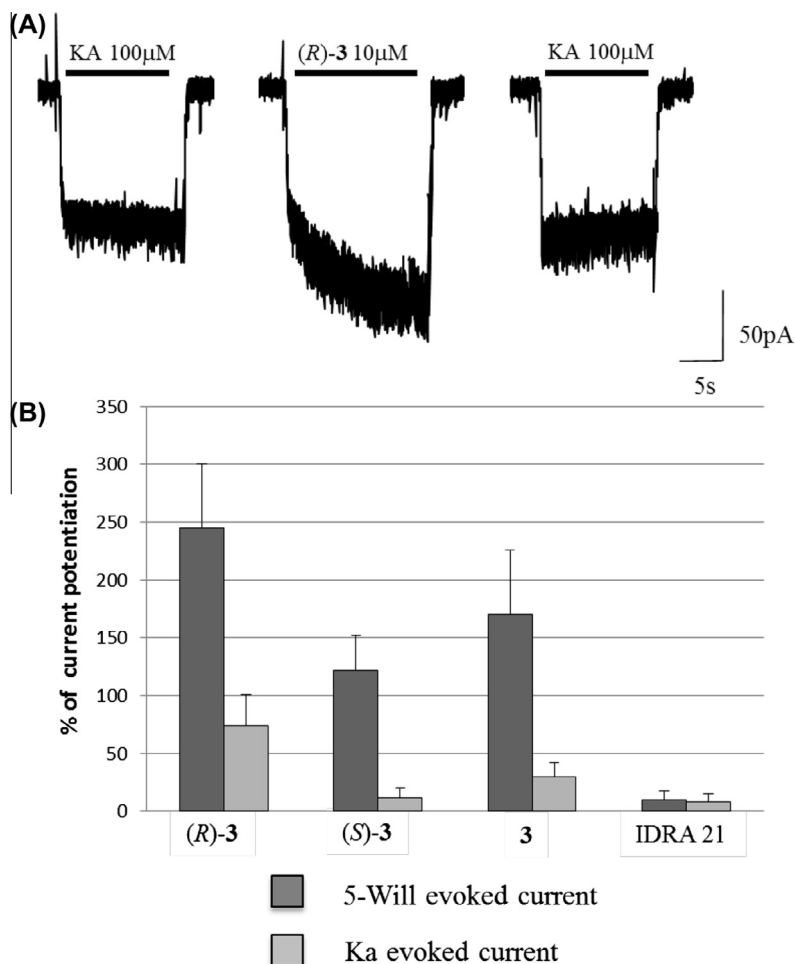 (A)
KA 100μM
(R)-3 10μM
KA 100μM
50pA
5s
(B)
% of current potentiation
350
300
250
200
150
100
50
0
(R)-3
(S)-3
3
IDRA 21
5-Will evoked current
Ka evoked current